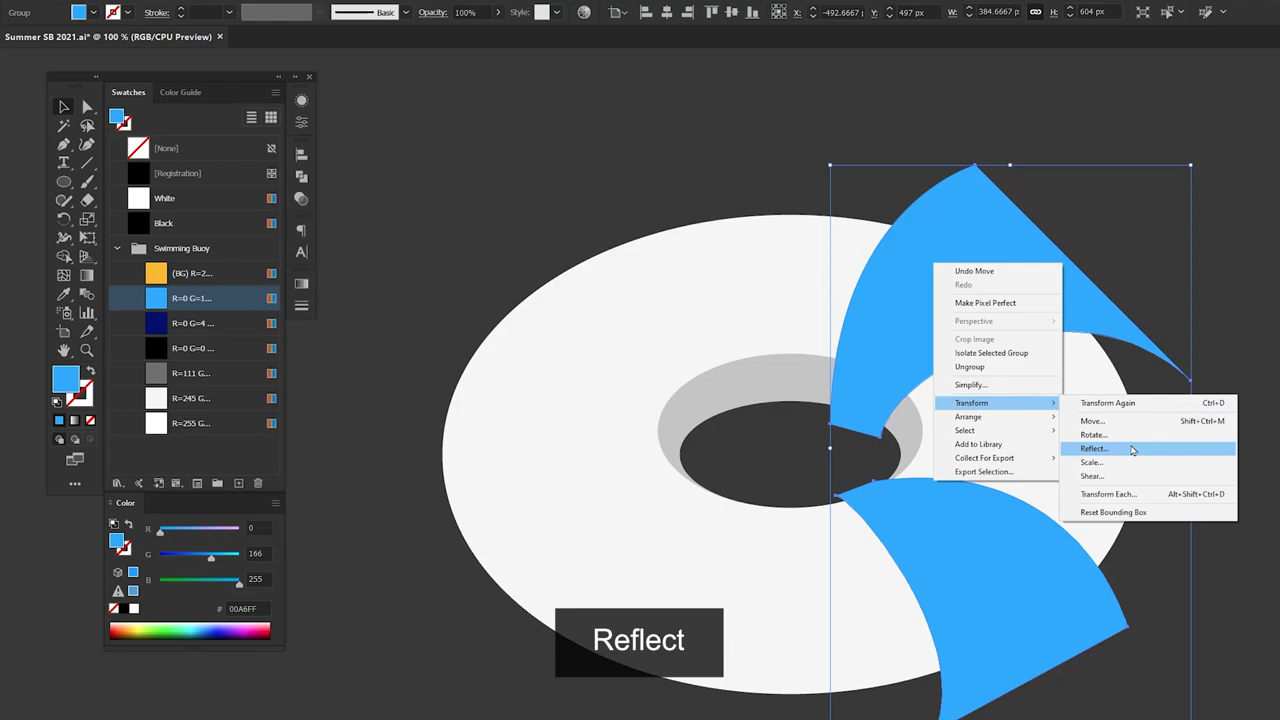 Group
Stroke:
Basic
Opacity:
100%
Style:
X:
-492.6667
Y:
497 px
W:
384.6667 px
H:
664 px
Summer SB 2021.ai* @ 100 % (RGB/CPU Preview) ×
Swatches
Color Guide
[None]
[Registration]
White
Black
Swimming Buoy
(BG) R=2...
R=0 G=1...
R=0 G=4 ...
R=0 G=0 ...
R=111 G...
R=245 G...
R=255 G...
Color
R
0
G
166
B
255
# 00A6FF
Undo Move
Redo
Make Pixel Perfect
Perspective
Crop Image
Isolate Selected Group
Ungroup
Simplify...
Transform
Arrange
Select
Add to Library
Collect For Export
Export Selection...
Transform Again Ctrl+D
Move... Shift+Ctrl+M
Rotate...
Reflect...
Scale...
Shear...
Transform Each... Alt+Shift+Ctrl+D
Reset Bounding Box
Reflect